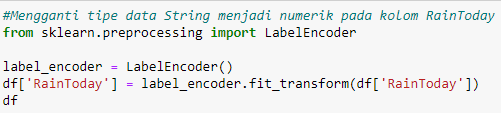 #Mengganti tipe data String menjadi numerik pada kolom RainToday
from sklearn.preprocessing import LabelEncoder
label_encoder = LabelEncoder()
df['RainToday'] = label_encoder.fit_transform(df['RainToday'])
df